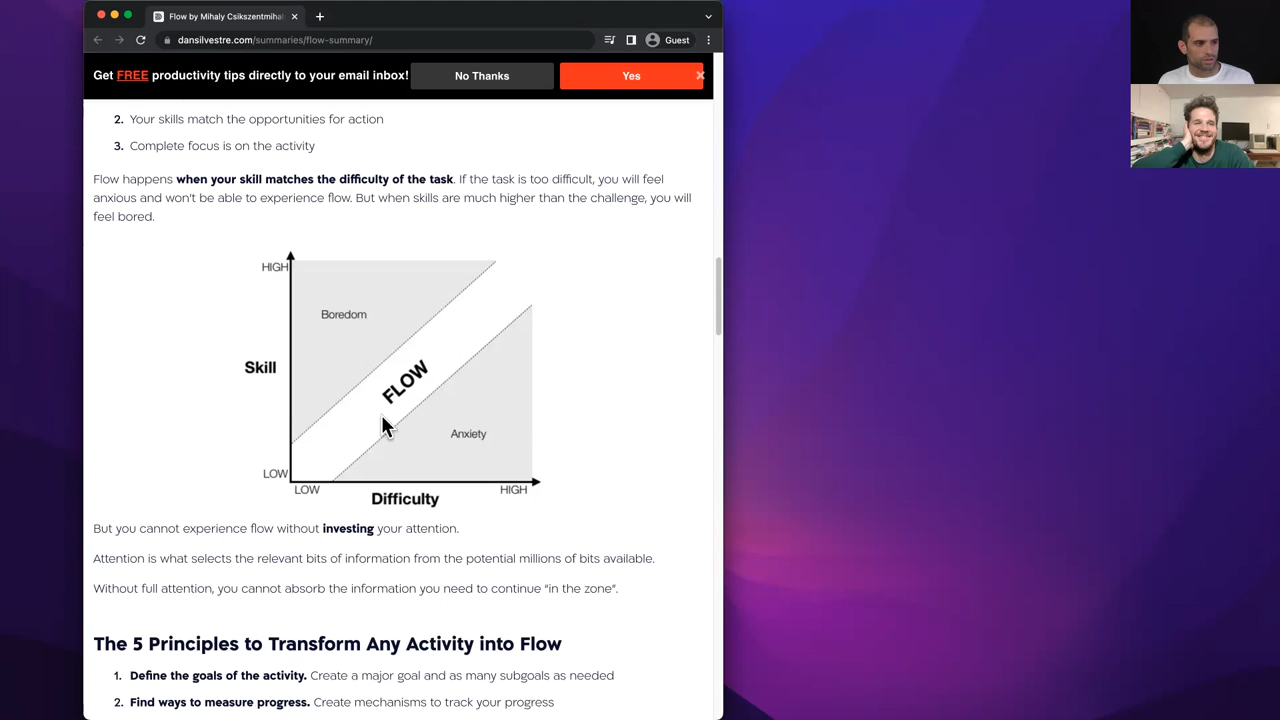 Flow by Mihaly Csikszentmihal
dansilvestre.com/summaries/flow-summary/
Guest
Get FREE productivity tips directly to your email inbox!
No Thanks
Yes
2. Your skills match the opportunities for action
3. Complete focus is on the activity
Flow happens when your skill matches the difficulty of the task. If the task is too difficult, you will feel
anxious and won't be able to experience flow. But when skills are much higher than the challenge, you will
feel bored.
HIGH
Boredom
Skill
FLOW
Anxiety
LOW
LOW
HIGH
Difficulty
But you cannot experience flow without investing your attention.
Attention is what selects the relevant bits of information from the potential millions of bits available.
Without full attention, you cannot absorb the information you need to continue “in the zone”.
The 5 Principles to Transform Any Activity into Flow
1. Define the goals of the activity. Create a major goal and as many subgoals as needed
2. Find ways to measure progress. Create mechanisms to track your progress